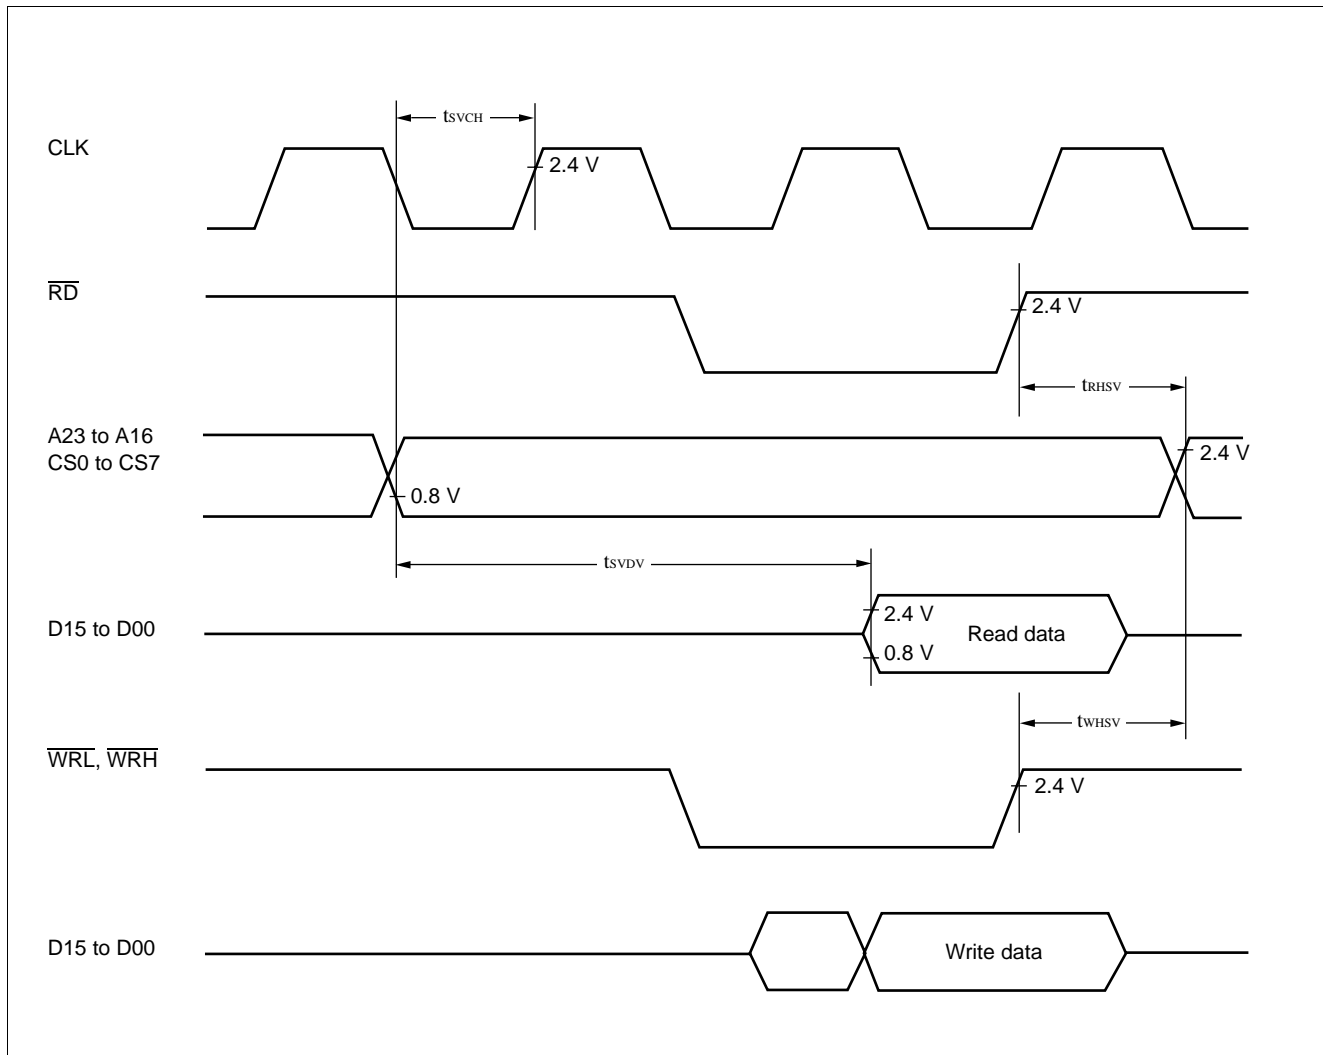 tSVCH
CLK
2.4 V
RD
2.4 V
tRHSV
A23 to A16
CS0 to CS7
2.4 V
0.8 V
tSVDV
2.4 V
D15 to D00
Read data
0.8 V
tWHSV
WRL, WRH
2.4 V
D15 to D00
Write data